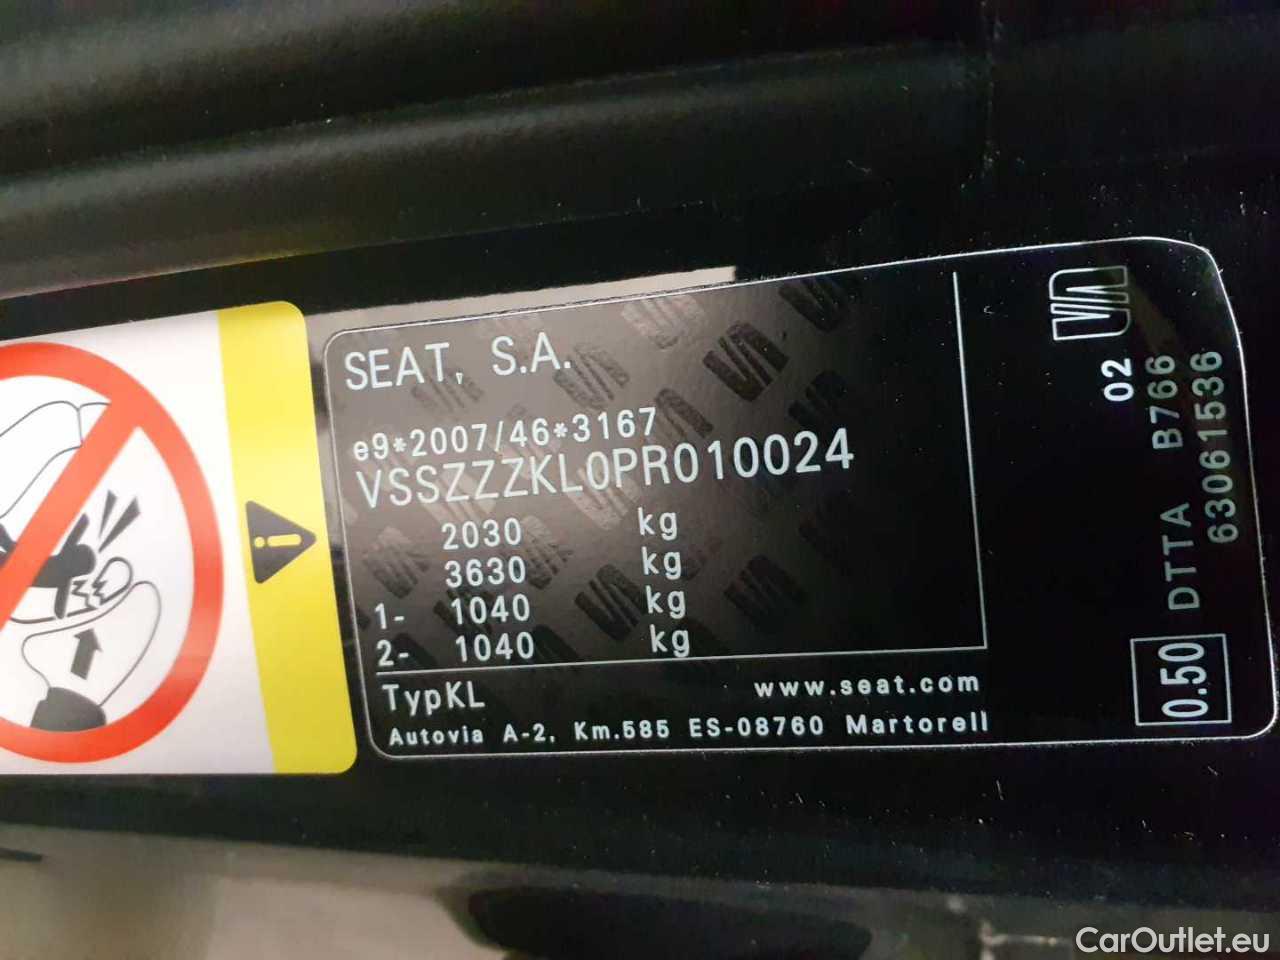 SEAT, S.A.
e9*2007/46*3167
VSSZZZKL0PR010024
2030 kg
3630 kg
1- 1040 kg
2- 1040 kg
TypKL
www.seat.com
Autovia A-2, Km.585 ES-08760 Martorell
02
0.50 DTTA B766
63061536
CarOutlet.eu